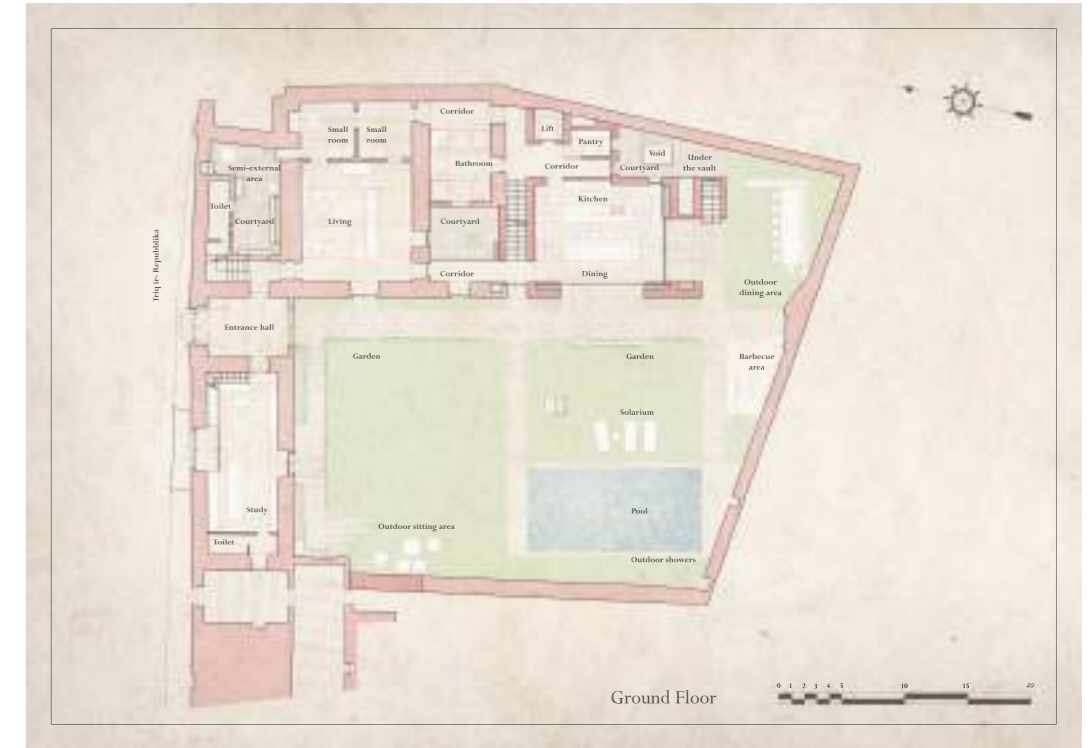 Corridor
Small
room
Small
room
Lift
Pantry
Void
Under
the vault
Semi-external
area
Bathroom
Corridor
Courtyard
Toilet
Courtyard
Living
Courtyard
Kitchen
Triq ir- Repubblika
Corridor
Dining
Outdoor
dining area
Entrance hall
Garden
Garden
Barbecue
area
Solarium
Study
Pool
Outdoor sitting area
Toilet
Outdoor showers
Ground Floor
0 1 2 3 4 5 10 15 20